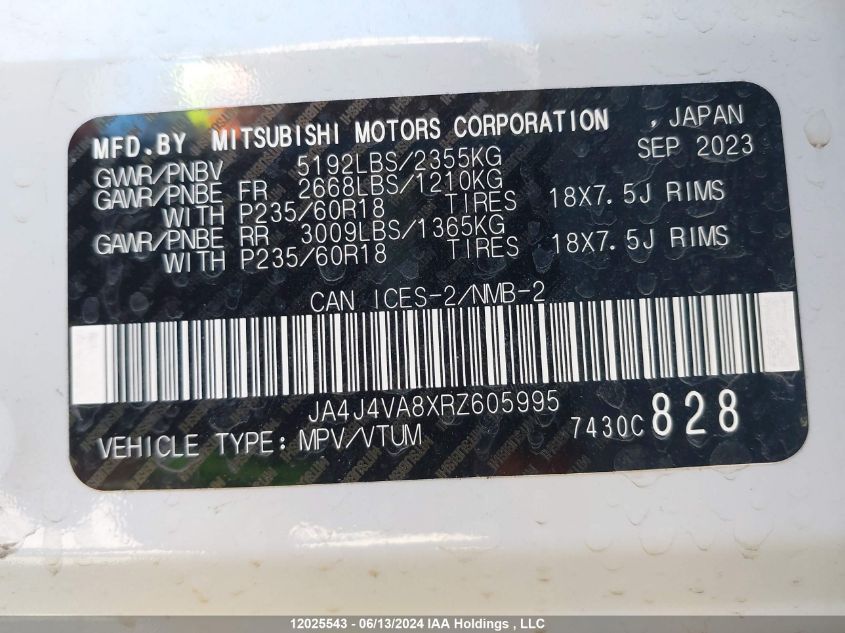 MFD.BY MITSUBISHI MOTORS CORPORATION , JAPAN
GVWR/PNBV 5192LBS/2355KG SEP 2023
GAWR/PNBE FR 2668LBS/1210KG
WITH P235/60R18 TIRES 18X7.5J RIMS
GAWR/PNBE RR 3009LBS/1365KG
WITH P235/60R18 TIRES 18X7.5J RIMS
CAN ICES-2/NMB-2
JA4J4VA8XRZ605995
VEHICLE TYPE: MPV/VTUM 7430C 828
12025543 - 06/13/2024 IAA Holdings , LLC